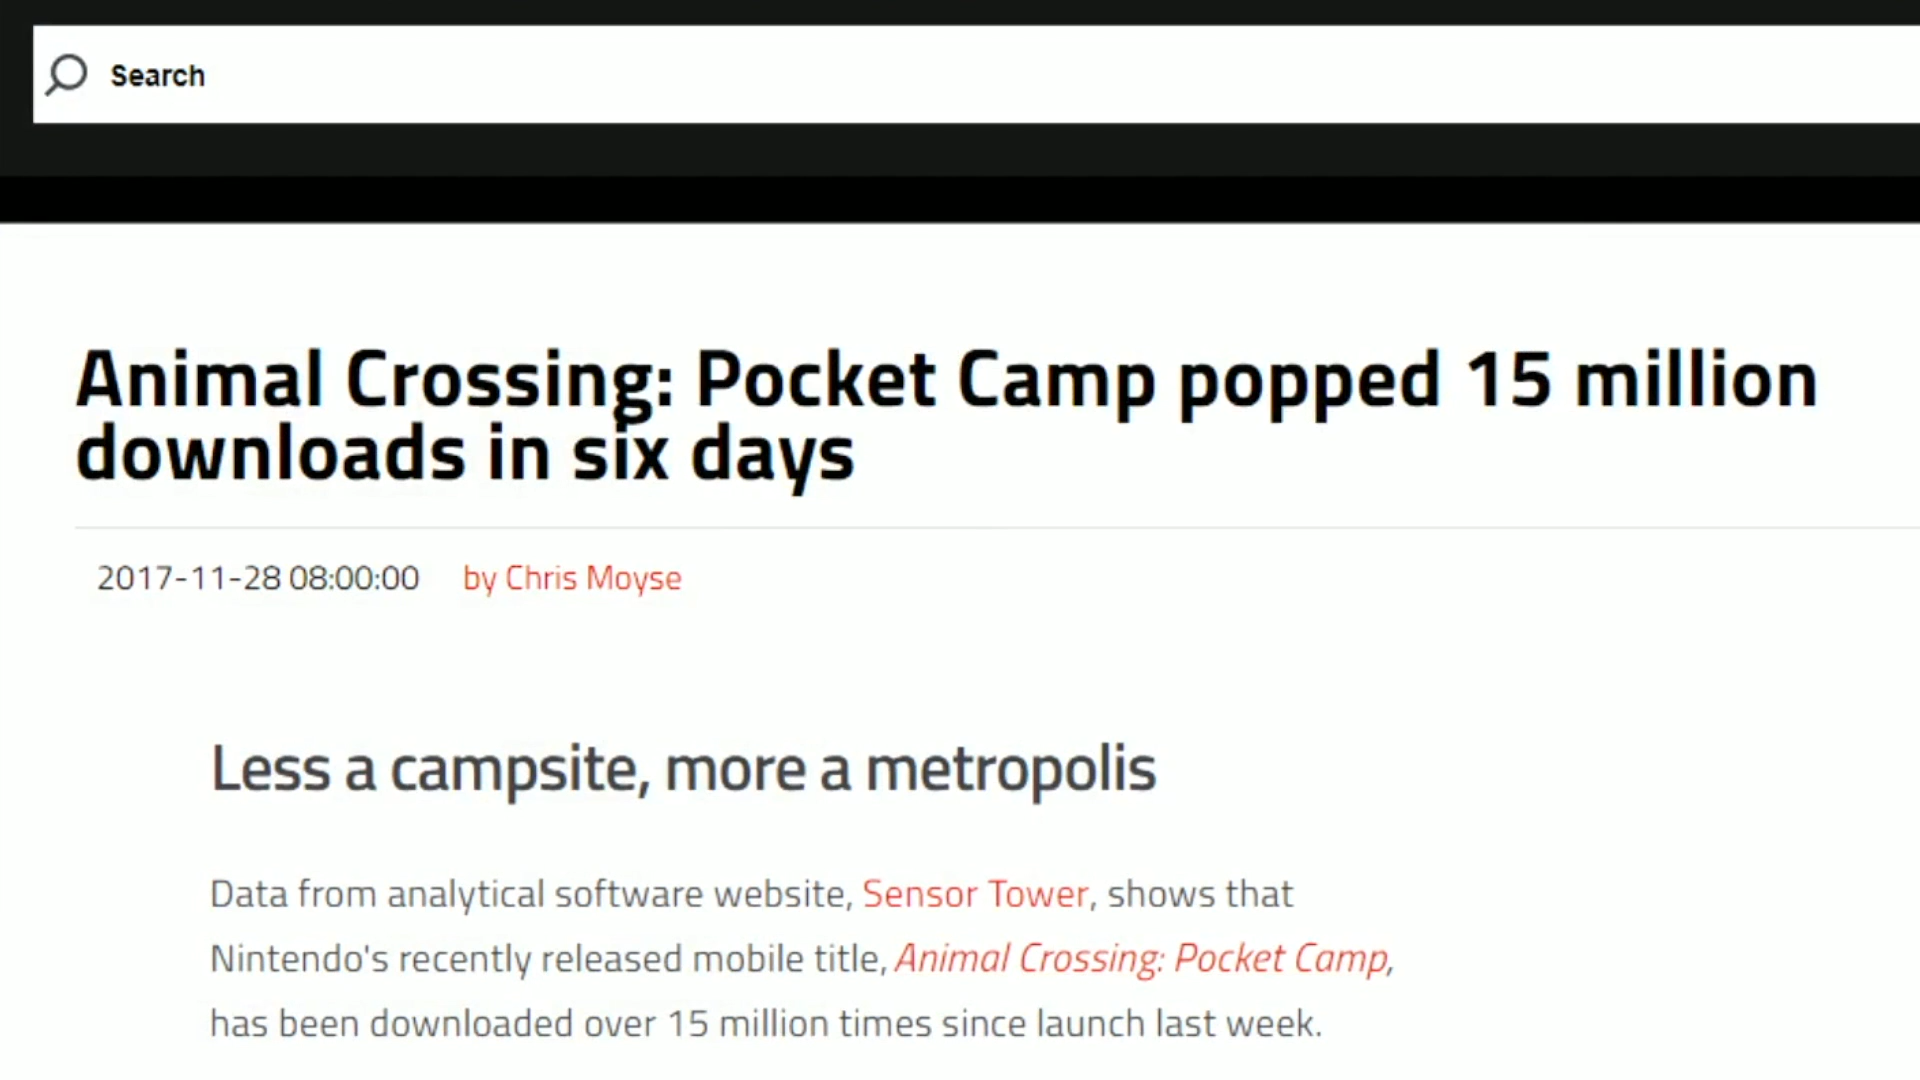 Search
Animal Crossing: Pocket Camp popped 15 million
downloads in six days
2017-11-28 08:00:00 by Chris Moyse
Less a campsite, more a metropolis
Data from analytical software website, Sensor Tower, shows that
Nintendo's recently released mobile title, Animal Crossing: Pocket Camp,
has been downloaded over 15 million times since launch last week.